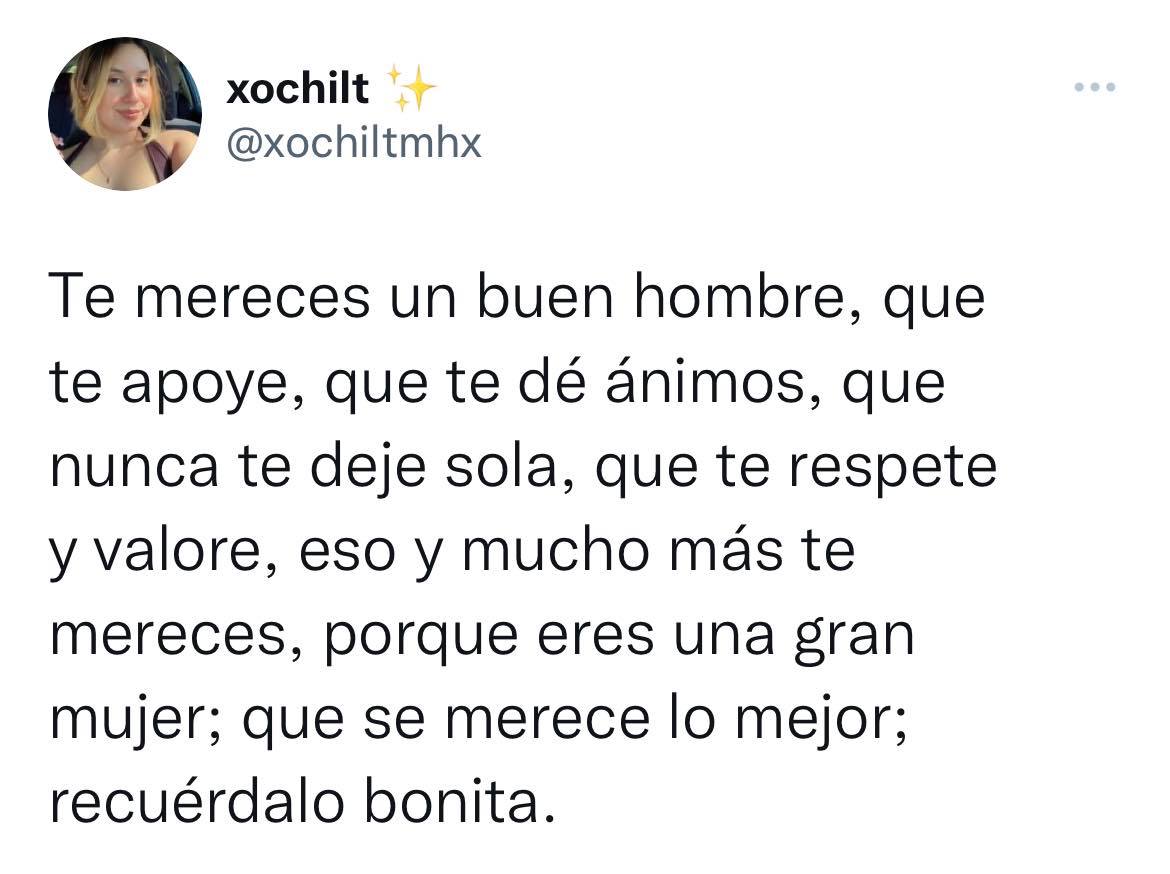 xochilt ✨
@xochiltmhx
Te mereces un buen hombre, que
te apoye, que te dé ánimos, que
nunca te deje sola, que te respete
y valore, eso y mucho más te
mereces, porque eres una gran
mujer; que se merece lo mejor;
recuérdalo bonita.